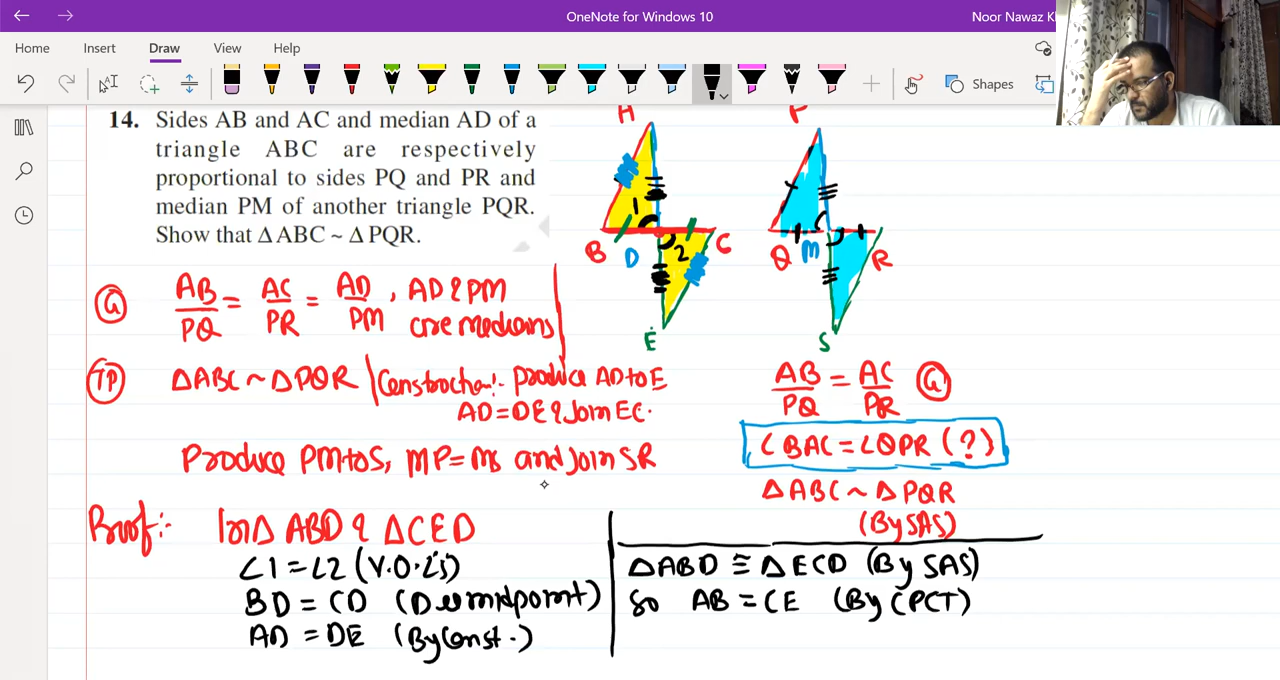 OneNote for Windows 10
Noor Nawaz Kh
Home Insert Draw View Help
Shapes
14. Sides AB and AC and median AD of a
triangle ABC are respectively
proportional to sides PQ and PR and
median PM of another triangle PQR.
Show that Δ ABC ~ Δ PQR.
A P
1
B D C Q M R
2
E S
G AB/PQ = AC/PR = AD/PM , AD & PM
are medians
TP ΔABC ~ ΔPQR | Construction:- produce AD to E
AD = DE & Join EC.
Produce PM to S, MP = MS and Join SR
AB/PQ = AC/PR G
∠BAC = ∠QPR (?)
ΔABC ~ ΔPQR
(By SAS)
Proof:- In Δ ABD & ΔCED
∠1 = ∠2 (V.O.∠s)
BD = CD (D is midpoint)
AD = DE (By Const.)
ΔABD ≅ ΔECD (By SAS)
So AB = CE (By CPCT)